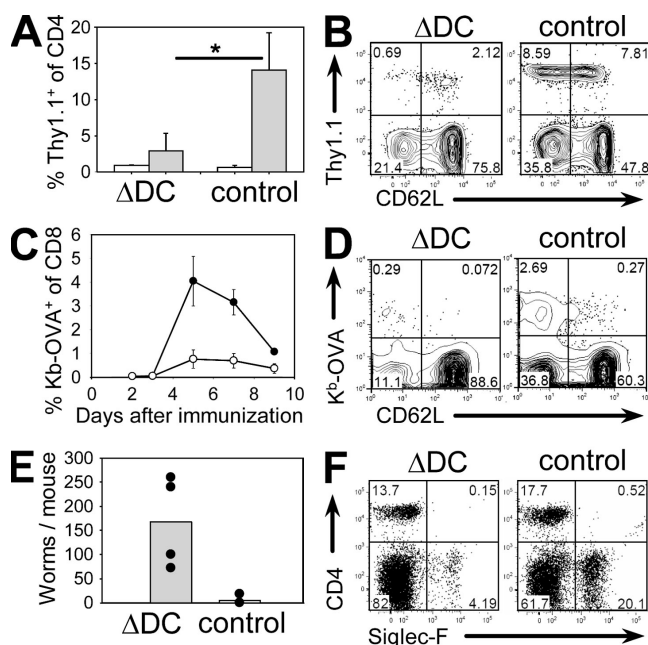 A
% Thy1.1+ of CD4
20
15
10
5
0
*
ΔDC control
B
ΔDC control
Thy1.1
0.69 2.12
21.4 75.8
8.59 7.81
35.8 47.8
CD62L
C
% Kb-OVA+ of CD8
6
5
4
3
2
1
0
0 2 4 6 8 10
Days after immunization
D
ΔDC control
Kb-OVA
0.29 0.072
11.1 88.6
2.69 0.27
36.8 60.3
CD62L
E
Worms / mouse
300
250
200
150
100
50
0
ΔDC control
F
ΔDC control
CD4
13.7 0.15
82 4.19
17.7 0.52
61.7 20.1
Siglec-F